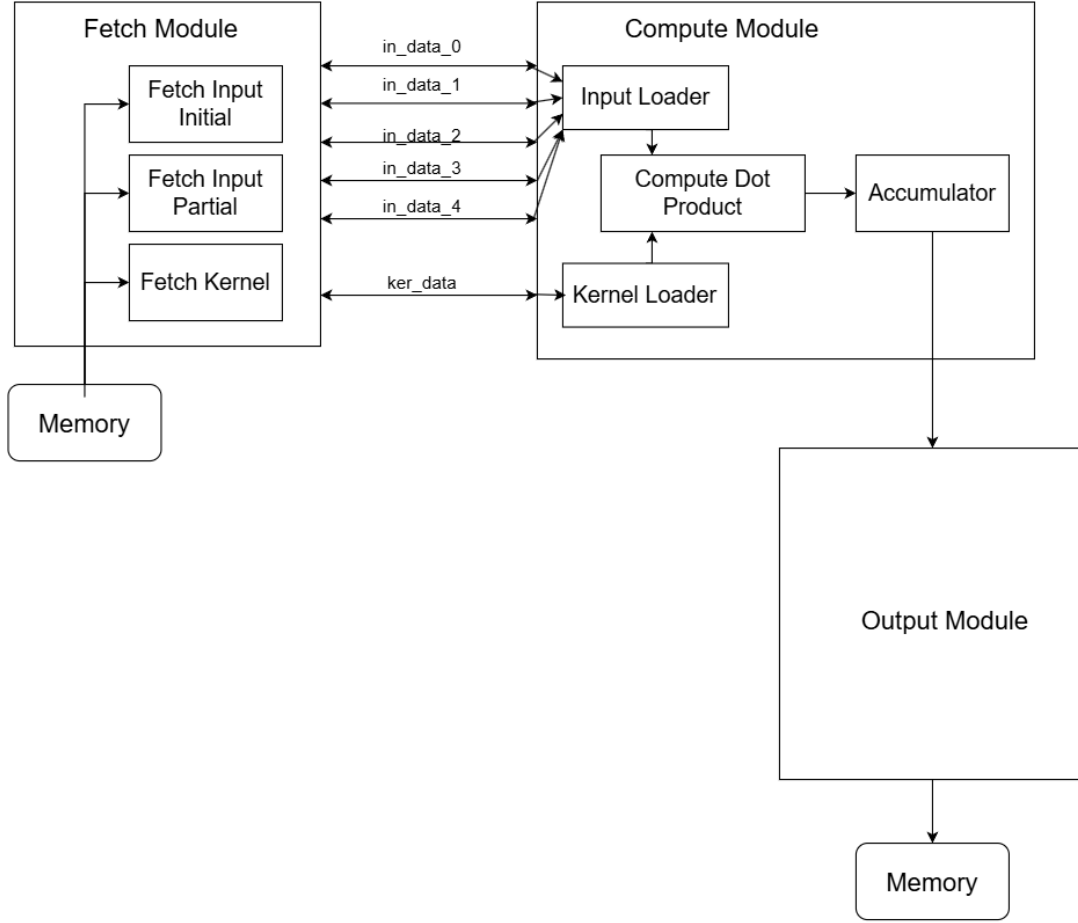 Fetch Module
Fetch Input
Initial
Fetch Input
Partial
Fetch Kernel
Memory
in_data_0
in_data_1
in_data_2
in_data_3
in_data_4
ker_data
Compute Module
Input Loader
Compute Dot
Product
Accumulator
Kernel Loader
Output Module
Memory